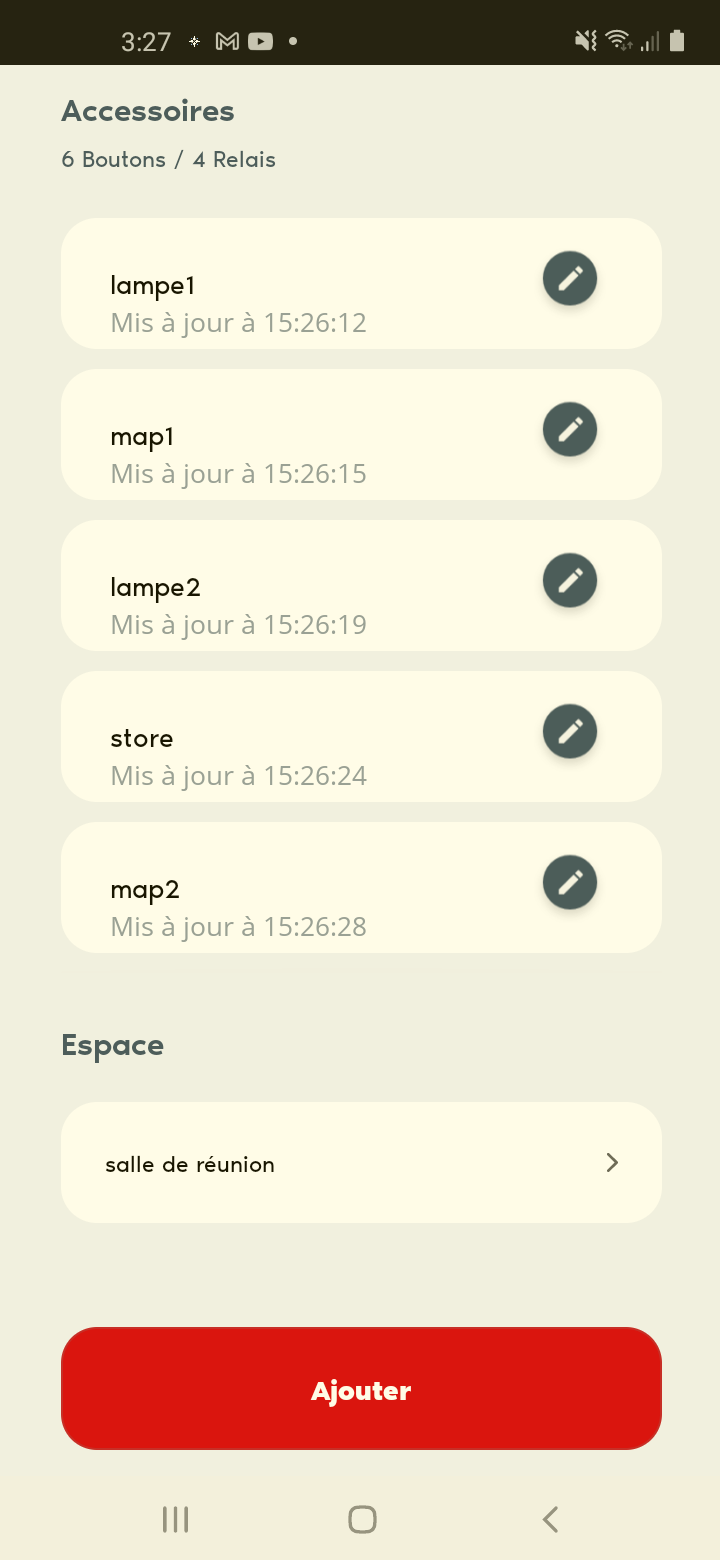 3:27
Accessoires
6 Boutons / 4 Relais
lampe1
Mis à jour à 15:26:12
map1
Mis à jour à 15:26:15
lampe2
Mis à jour à 15:26:19
store
Mis à jour à 15:26:24
map2
Mis à jour à 15:26:28
Espace
salle de réunion
Ajouter